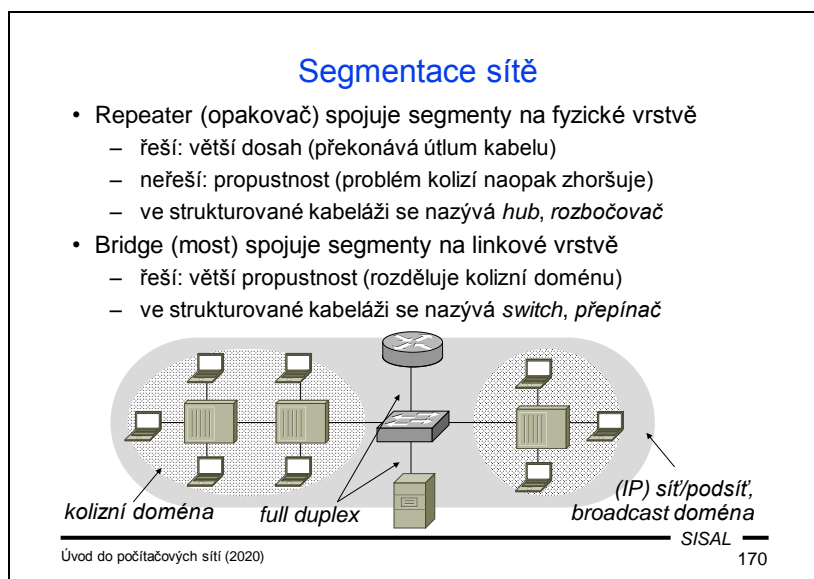 Segmentace sítě
• Repeater (opakovač) spojuje segmenty na fyzické vrstvě
– řeší: větší dosah (překonává útlum kabelu)
– neřeší: propustnost (problém kolizí naopak zhoršuje)
– ve strukturované kabeláži se nazývá hub, rozbočovač
• Bridge (most) spojuje segmenty na linkové vrstvě
– řeší: větší propustnost (rozděluje kolizní doménu)
– ve strukturované kabeláži se nazývá switch, přepínač
kolizní doména
full duplex
(IP) síť/podsíť,
broadcast doména
SISAL
Úvod do počítačových sítí (2020)
170